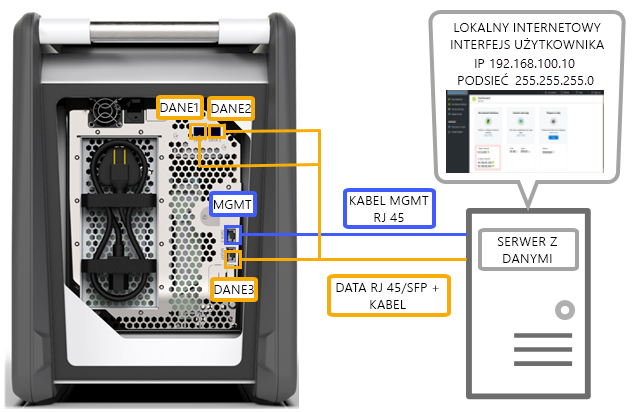 LOKALNY INTERNETOWY
INTERFEJS UŻYTKOWNIKA
IP 192.168.100.10
PODSIEĆ 255.255.255.0
DANE1
DANE2
MGMT
KABEL MGMT
RJ 45
SERWER Z
DANYMI
DANE3
DATA RJ 45/SFP +
KABEL